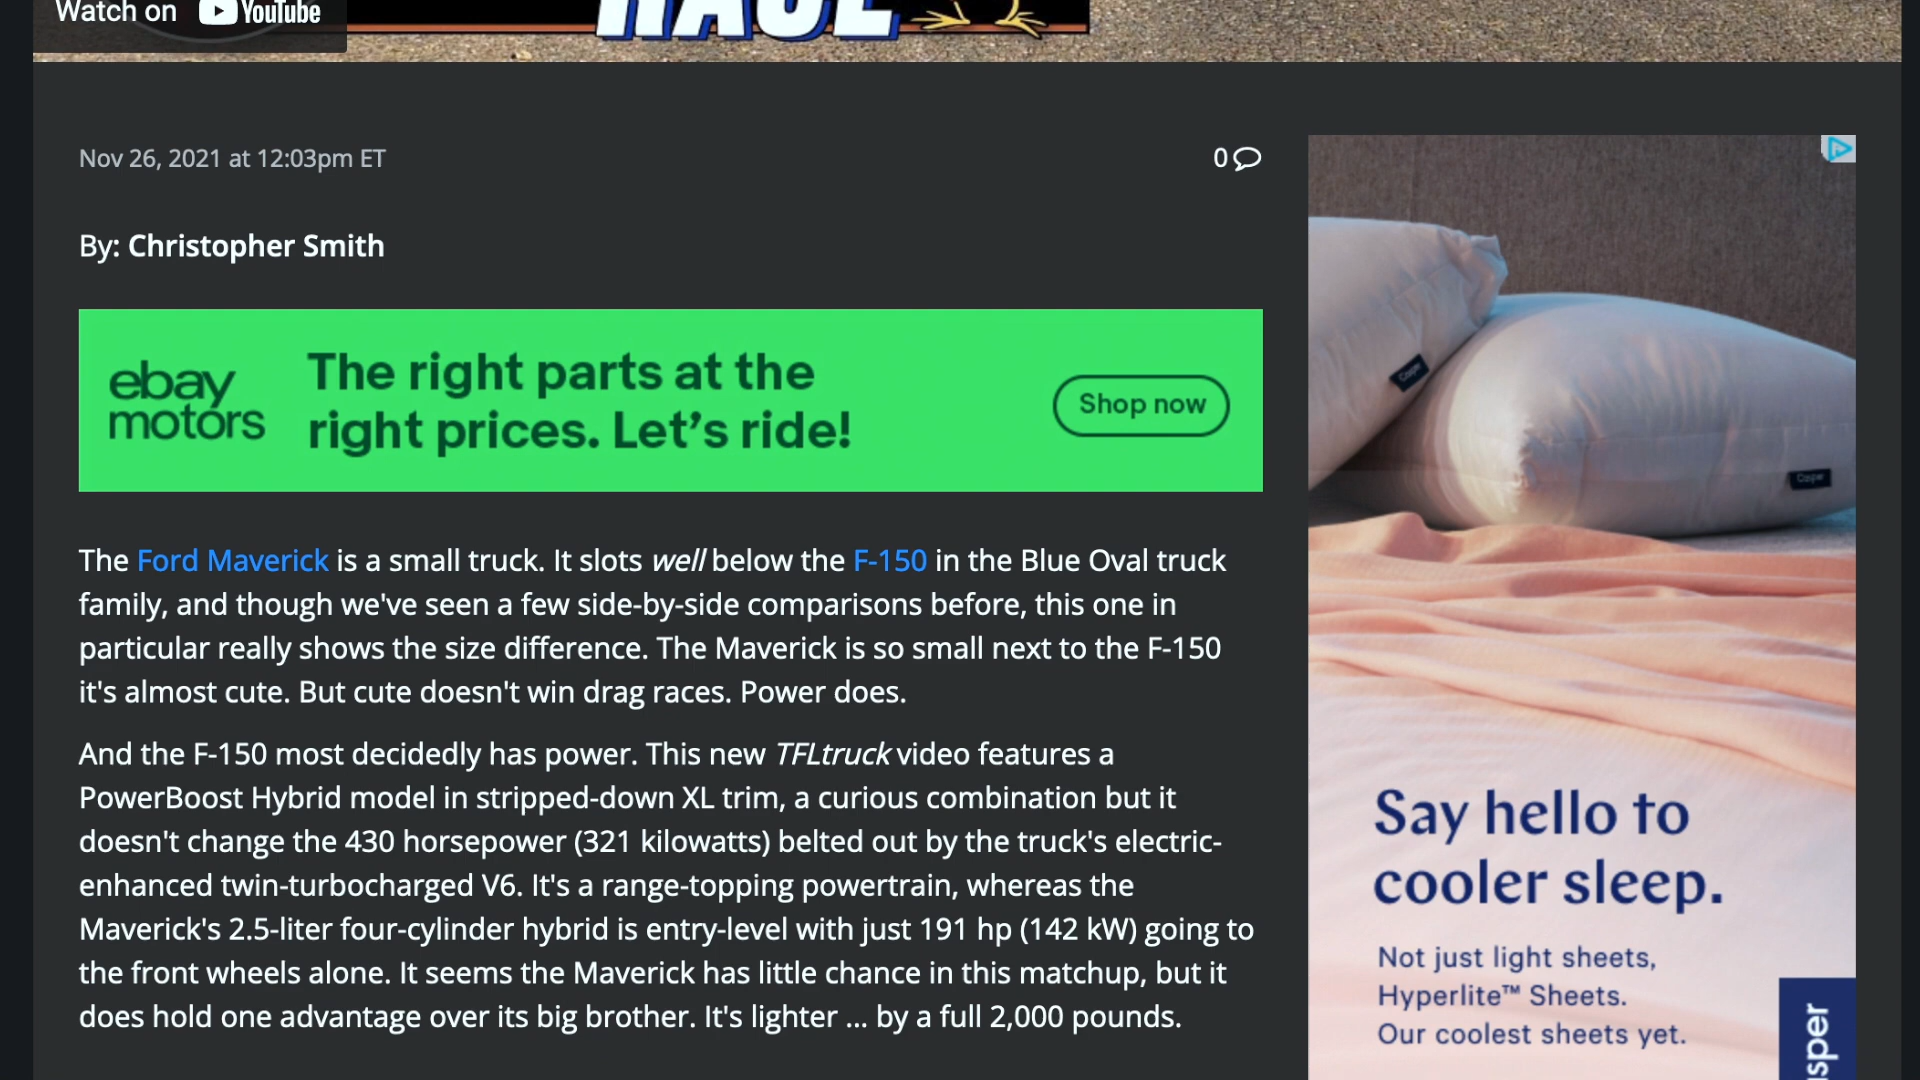 Watch on YouTube
RACE
Nov 26, 2021 at 12:03pm ET
0
By: Christopher Smith
ebay
motors
The right parts at the
right prices. Let’s ride!
Shop now
The Ford Maverick is a small truck. It slots well below the F-150 in the Blue Oval truck
family, and though we've seen a few side-by-side comparisons before, this one in
particular really shows the size difference. The Maverick is so small next to the F-150
it's almost cute. But cute doesn't win drag races. Power does.
And the F-150 most decidedly has power. This new TFLtruck video features a
PowerBoost Hybrid model in stripped-down XL trim, a curious combination but it
doesn't change the 430 horsepower (321 kilowatts) belted out by the truck's electric-
enhanced twin-turbocharged V6. It's a range-topping powertrain, whereas the
Maverick's 2.5-liter four-cylinder hybrid is entry-level with just 191 hp (142 kW) going to
the front wheels alone. It seems the Maverick has little chance in this matchup, but it
does hold one advantage over its big brother. It's lighter ... by a full 2,000 pounds.
Casper
Casper
Say hello to
cooler sleep.
Not just light sheets,
Hyperlite™ Sheets.
Our coolest sheets yet.
sper